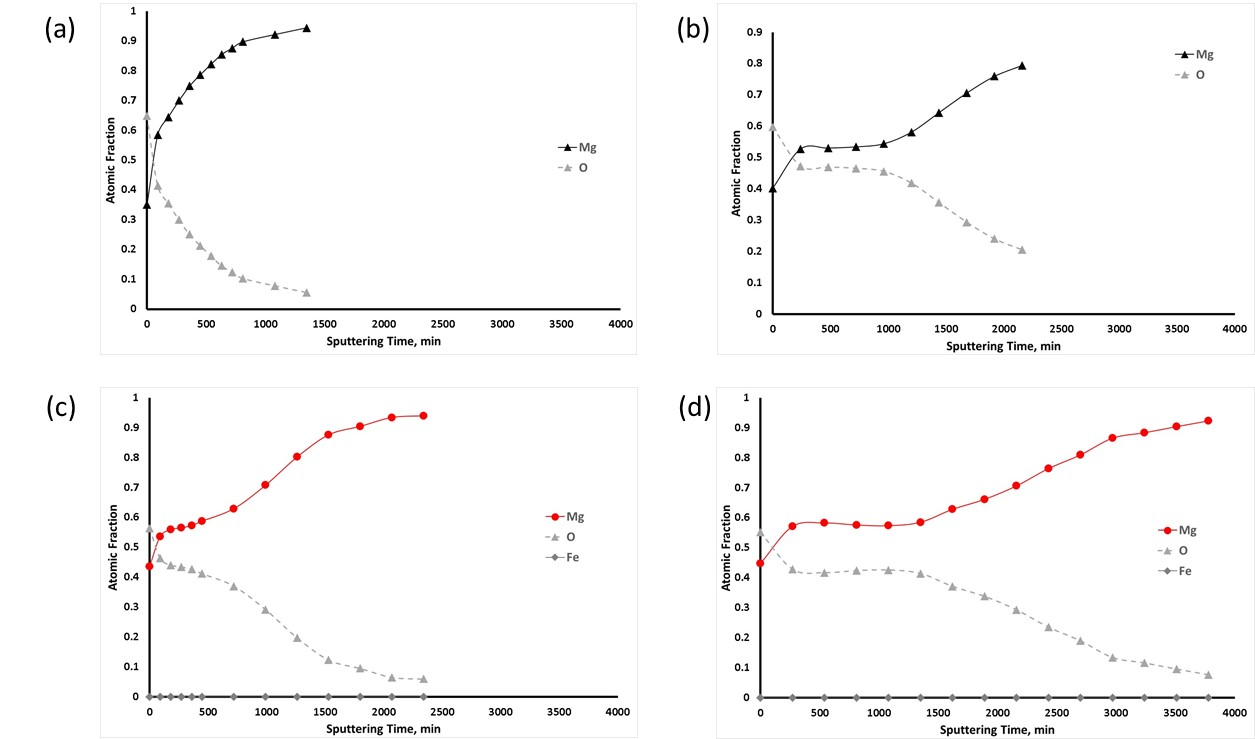 (a)
1
0.9
0.8
0.7
0.6
0.5
0.4
0.3
0.2
0.1
0
Atomic Fraction
0 500 1000 1500 2000 2500 3000 3500 4000
Sputtering Time, min
Mg
O
(b)
0.9
0.8
0.7
0.6
0.5
0.4
0.3
0.2
0.1
0
Atomic Fraction
0 500 1000 1500 2000 2500 3000 3500 4000
Sputtering Time, min
Mg
O
(c)
1
0.9
0.8
0.7
0.6
0.5
0.4
0.3
0.2
0.1
0
Atomic Fraction
0 500 1000 1500 2000 2500 3000 3500 4000
Sputtering Time, min
Mg
O
Fe
(d)
1
0.9
0.8
0.7
0.6
0.5
0.4
0.3
0.2
0.1
0
Atomic Fraction
0 500 1000 1500 2000 2500 3000 3500 4000
Sputtering Time, min
Mg
O
Fe